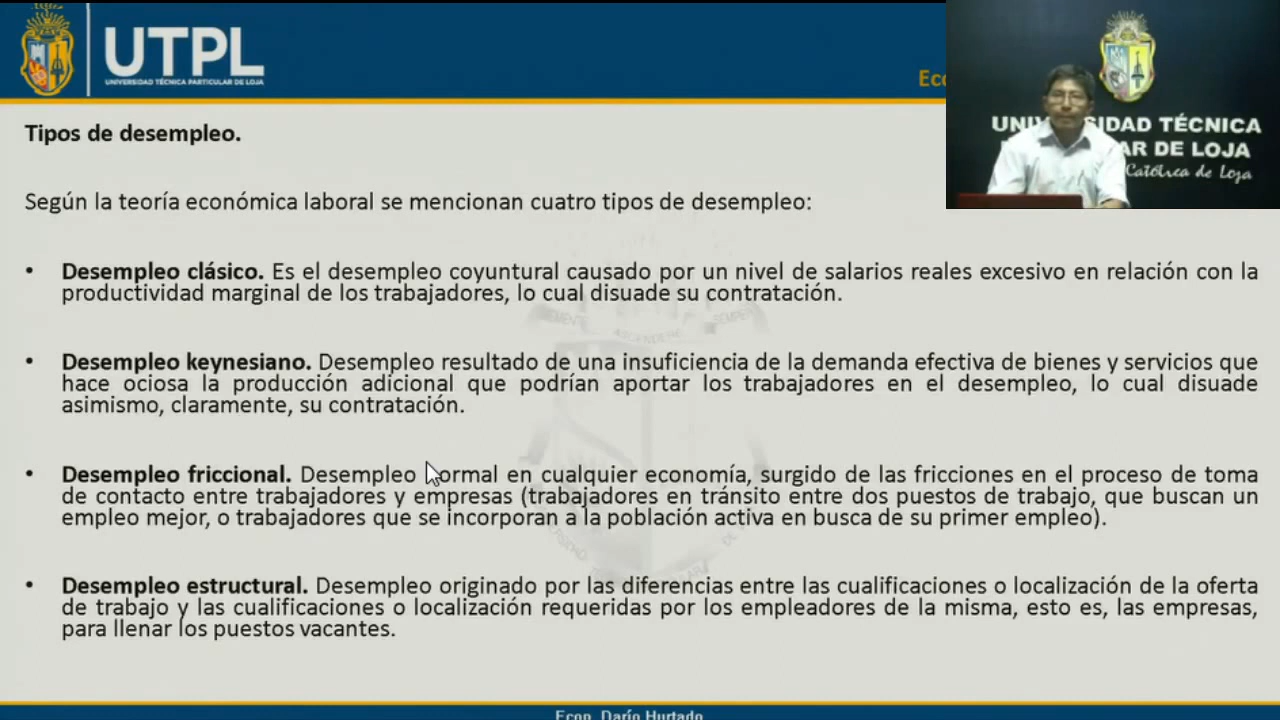 UTPL
UNIVERSIDAD TÉCNICA PARTICULAR DE LOJA
UNI SIDAD TÉCNICA
AR DE LOJA
Católica de Loja
Tipos de desempleo.
Según la teoría económica laboral se mencionan cuatro tipos de desempleo:
• Desempleo clásico. Es el desempleo coyuntural causado por un nivel de salarios reales excesivo en relación con la
productividad marginal de los trabajadores, lo cual disuade su contratación.
• Desempleo keynesiano. Desempleo resultado de una insuficiencia de la demanda efectiva de bienes y servicios que
hace ociosa la producción adicional que podrían aportar los trabajadores en el desempleo, lo cual disuade
asimismo, claramente, su contratación.
• Desempleo friccional. Desempleo normal en cualquier economía, surgido de las fricciones en el proceso de toma
de contacto entre trabajadores y empresas (trabajadores en tránsito entre dos puestos de trabajo, que buscan un
empleo mejor, o trabajadores que se incorporan a la población activa en busca de su primer empleo).
• Desempleo estructural. Desempleo originado por las diferencias entre las cualificaciones o localización de la oferta
de trabajo y las cualificaciones o localización requeridas por los empleadores de la misma, esto es, las empresas,
para llenar los puestos vacantes.
Econ. Darío Hurtado